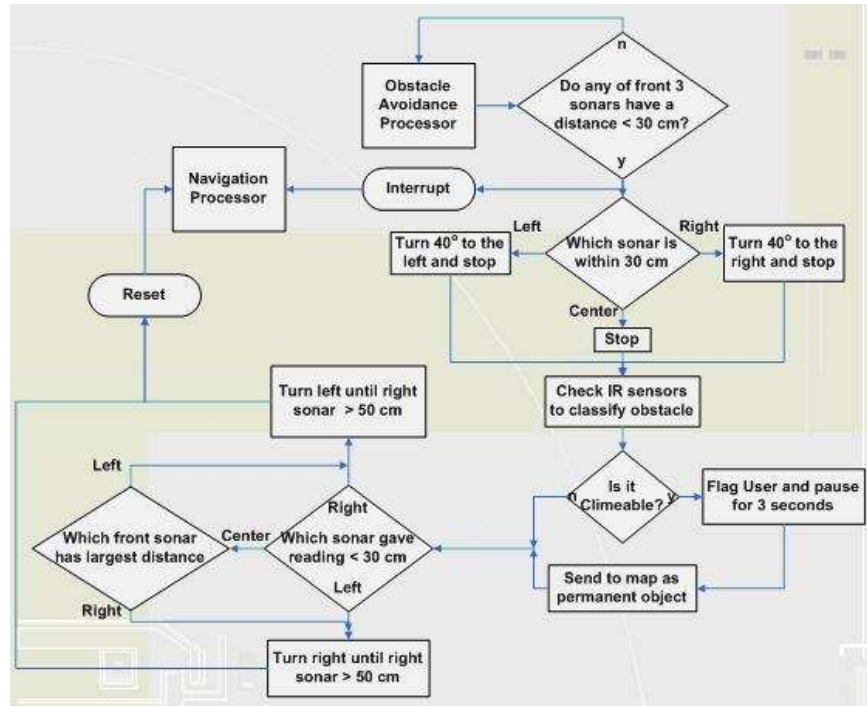 n
Obstacle
Avoidance
Processor
Do any of front 3
sonars have a
distance < 30 cm?
y
Navigation
Processor
Interrupt
Left
Right
Turn 40° to the
left and stop
Which sonar is
within 30 cm
Turn 40° to the
right and stop
Reset
Center
Stop
Turn left until right
sonar > 50 cm
Check IR sensors
to classify obstacle
Left
Is it
Climeable?
n
y
Flag User and pause
for 3 seconds
Right
Which front sonar
has largest distance
Center
Which sonar gave
reading < 30 cm
Left
Send to map as
permanent object
Right
Turn right until right
sonar > 50 cm